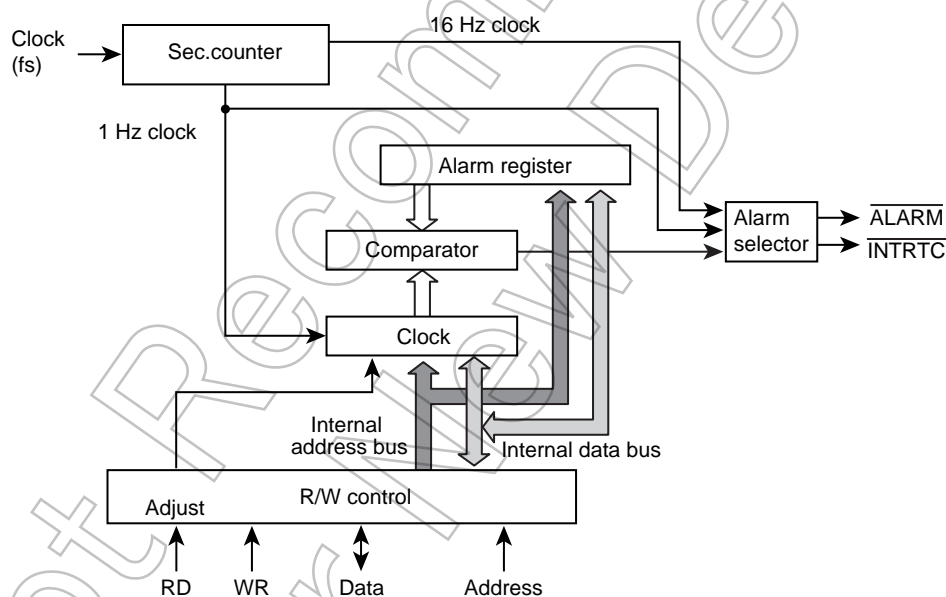 16 Hz clock
Clock
(fs)
Sec.counter
1 Hz clock
Alarm register
Alarm
selector
ALARM
INTRTC
Comparator
Clock
Internal
address bus
Internal data bus
R/W control
Adjust
RD
WR
Data
Address